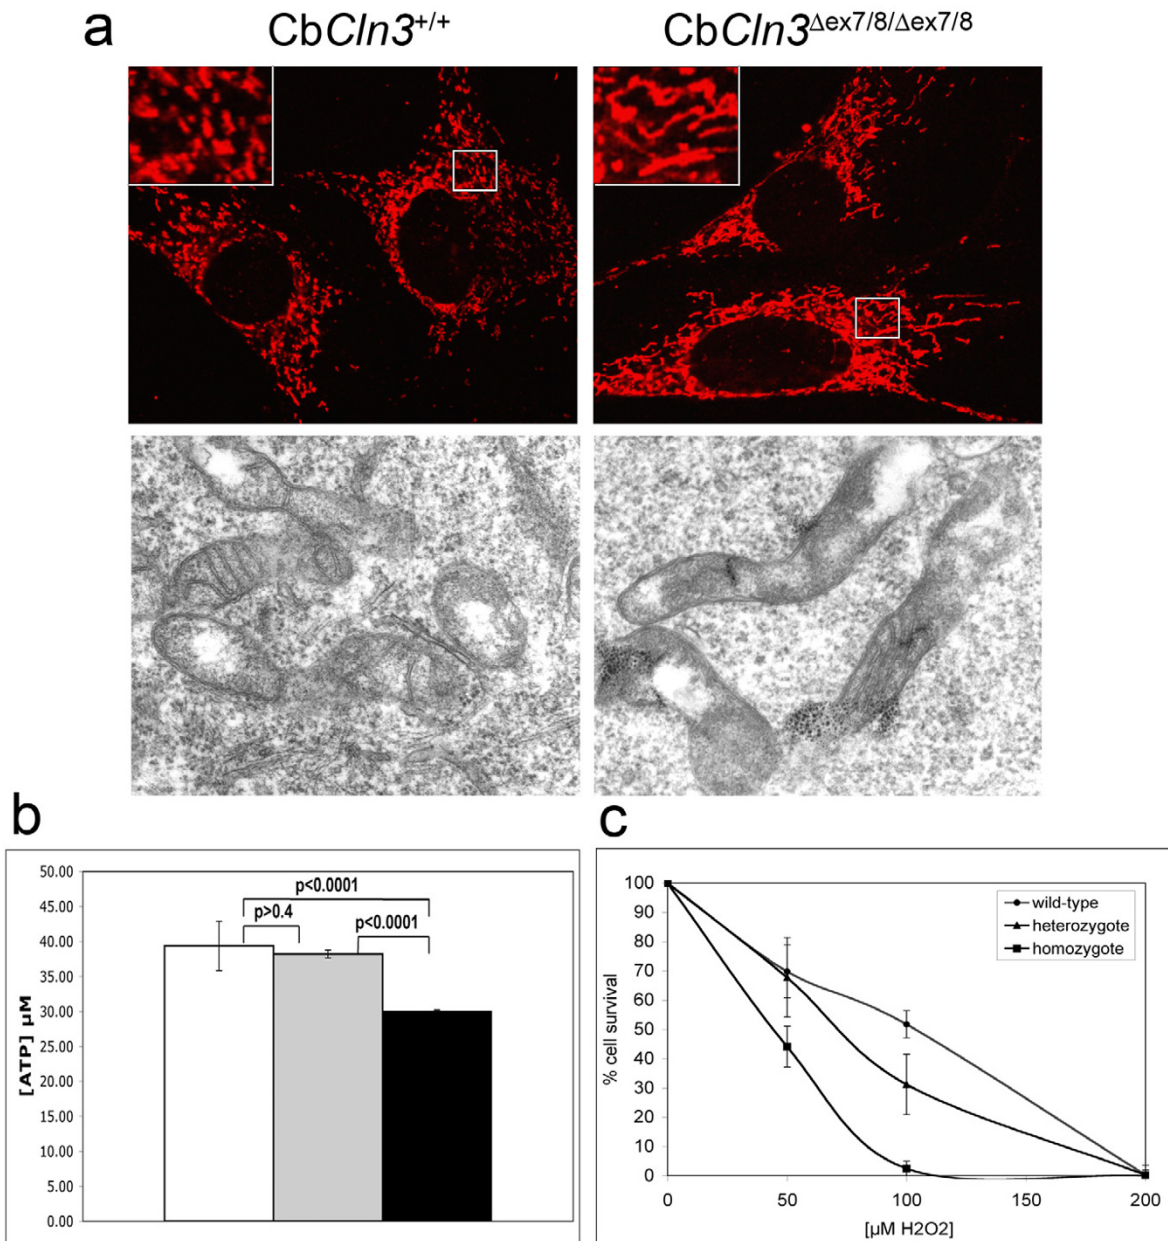 a
CbCln3+/+
CbCln3Δex7/8/Δex7/8
b
[ATP] µM
50.00
45.00
40.00
35.00
30.00
25.00
20.00
15.00
10.00
5.00
0.00
p<0.0001
p>0.4
p<0.0001
c
% cell survival
100
90
80
70
60
50
40
30
20
10
0
wild-type
heterozygote
homozygote
0 50 100 150 200
[µM H2O2]